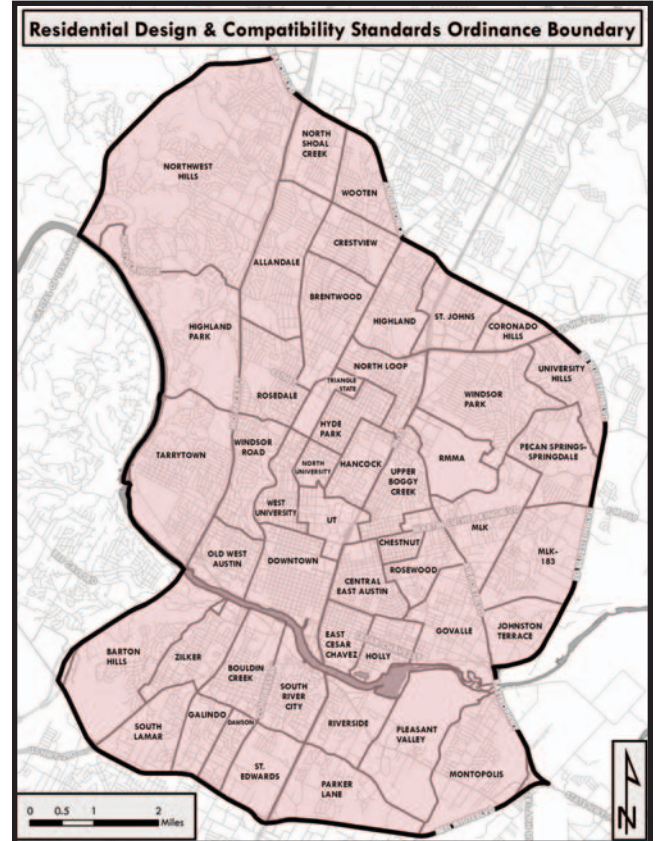 Residential Design & Compatibility Standards Ordinance Boundary
NORTH
SHOAL
CREEK
NORTHWEST
HILLS
WOOTEN
CRESTVIEW
ALLANDALE
BRENTWOOD
HIGHLAND
PARK
HIGHLAND
ST. JOHNS
CORONADO
HILLS
NORTH LOOP
UNIVERSITY
HILLS
TRIANGLE
STATE
ROSEDALE
WINDSOR
PARK
HYDE
PARK
TARRYTOWN
WINDSOR
ROAD
PECAN SPRINGS-
SPRINGDALE
NORTH
UNIVERSITY
HANCOCK
RMMA
UPPER
BOGGY
CREEK
WEST
UNIVERSITY
UT
MLK
CHESTNUT
OLD WEST
AUSTIN
DOWNTOWN
MLK-
183
ROSEWOOD
CENTRAL
EAST AUSTIN
GOVALLE
JOHNSTON
TERRACE
EAST
CESAR
CHAVEZ
HOLLY
BARTON
HILLS
ZILKER
BOULDIN
CREEK
SOUTH
RIVER
CITY
GALINDO
DAWSON
SOUTH
LAMAR
RIVERSIDE
PLEASANT
VALLEY
ST.
EDWARDS
PARKER
LANE
MONTOPOLIS
0 0.5 1 2
Miles
N